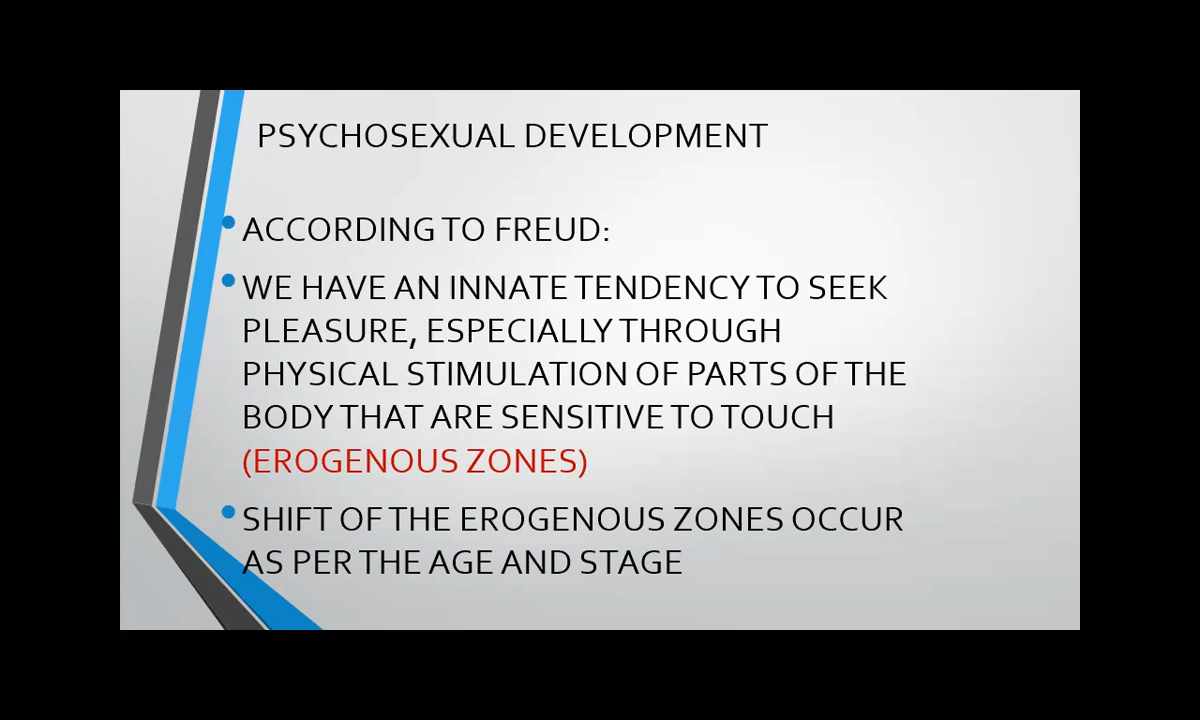 PSYCHOSEXUAL DEVELOPMENT
• ACCORDING TO FREUD:
• WE HAVE AN INNATE TENDENCY TO SEEK
PLEASURE, ESPECIALLY THROUGH
PHYSICAL STIMULATION OF PARTS OF THE
BODY THAT ARE SENSITIVE TO TOUCH
(EROGENOUS ZONES)
• SHIFT OF THE EROGENOUS ZONES OCCUR
AS PER THE AGE AND STAGE